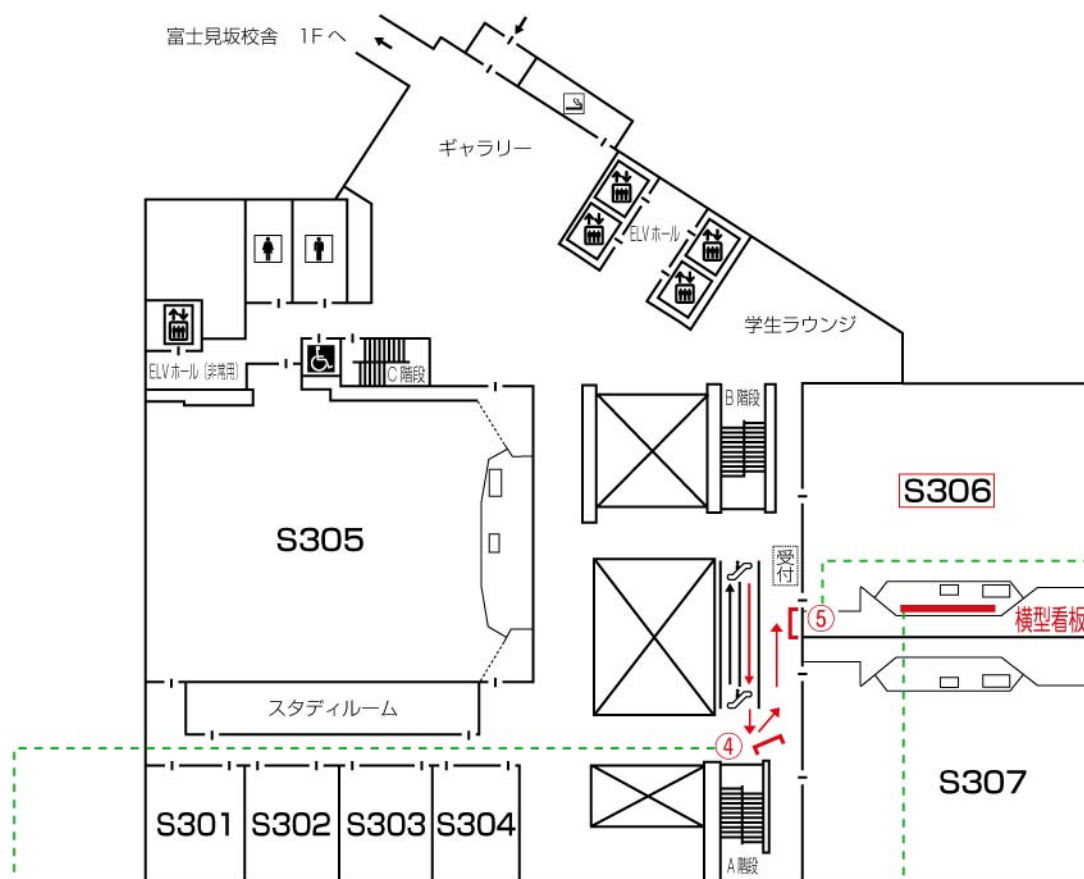 富士見坂校舎　1Fへ
ギャラリー
ELVホール
学生ラウンジ
ELVホール（非常用）
C階段
B階段
S306
S305
受付
⑤
横型看板
スタディルーム
④
S307
S301
S302
S303
S304
A階段